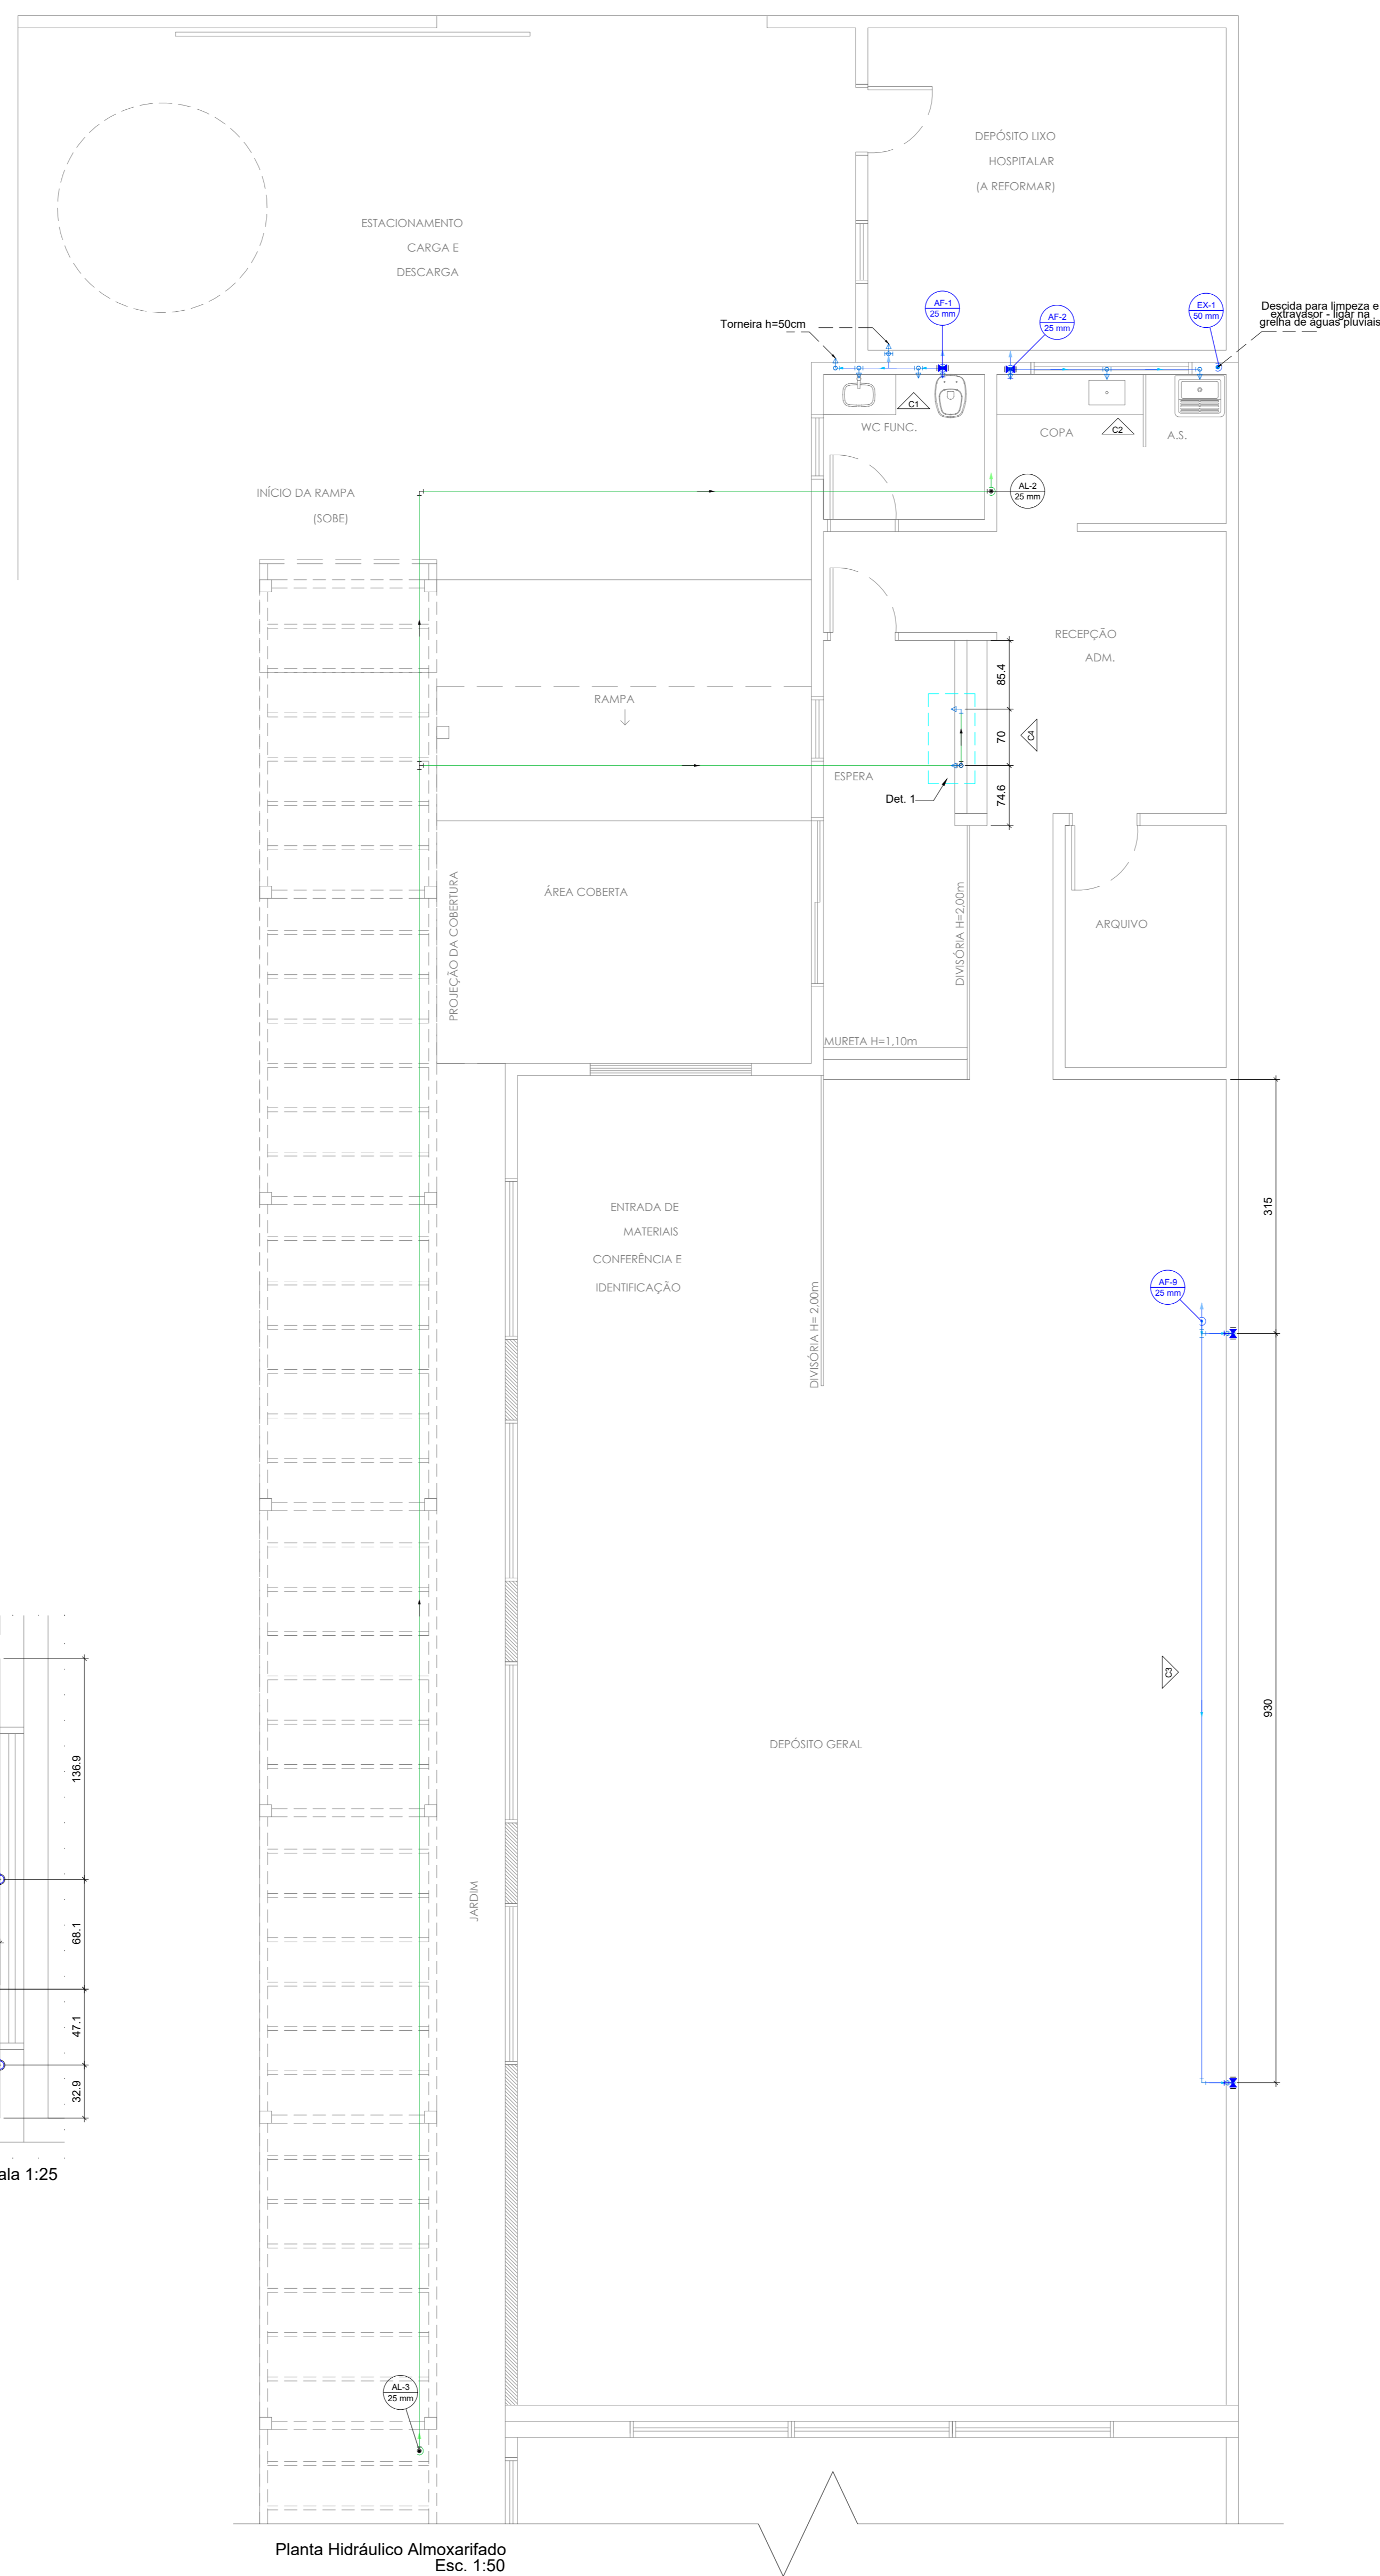 DEPÓSITO LIXO
HOSPITALAR
(A REFORMAR)
ESTACIONAMENTO
CARGA E
DESCARGA
AF-1
25 mm
AF-2
25 mm
EX-1
50 mm
Descida para limpeza e
extravasor - ligar na
grelha de águas pluviais
Torneira h=50cm
C1
WC FUNC.
COPA
C2
A.S.
INÍCIO DA RAMPA
(SOBE)
AL-2
25 mm
RECEPÇÃO
ADM.
85.4
RAMPA
70
C4
ESPERA
74.6
Det. 1
PROJEÇÃO DA COBERTURA
ÁREA COBERTA
DIVISÓRIA H=2,00m
ARQUIVO
MURETA H=1,10m
315
ENTRADA DE
MATERIAIS
CONFERÊNCIA E
IDENTIFICAÇÃO
DIVISÓRIA H= 2,00m
AF-9
25 mm
C3
930
136.9
DEPÓSITO GERAL
JARDIM
68.1
47.1
32.9
ala 1:25
AL-3
25 mm
Planta Hidráulico Almoxarifado
Esc. 1:50